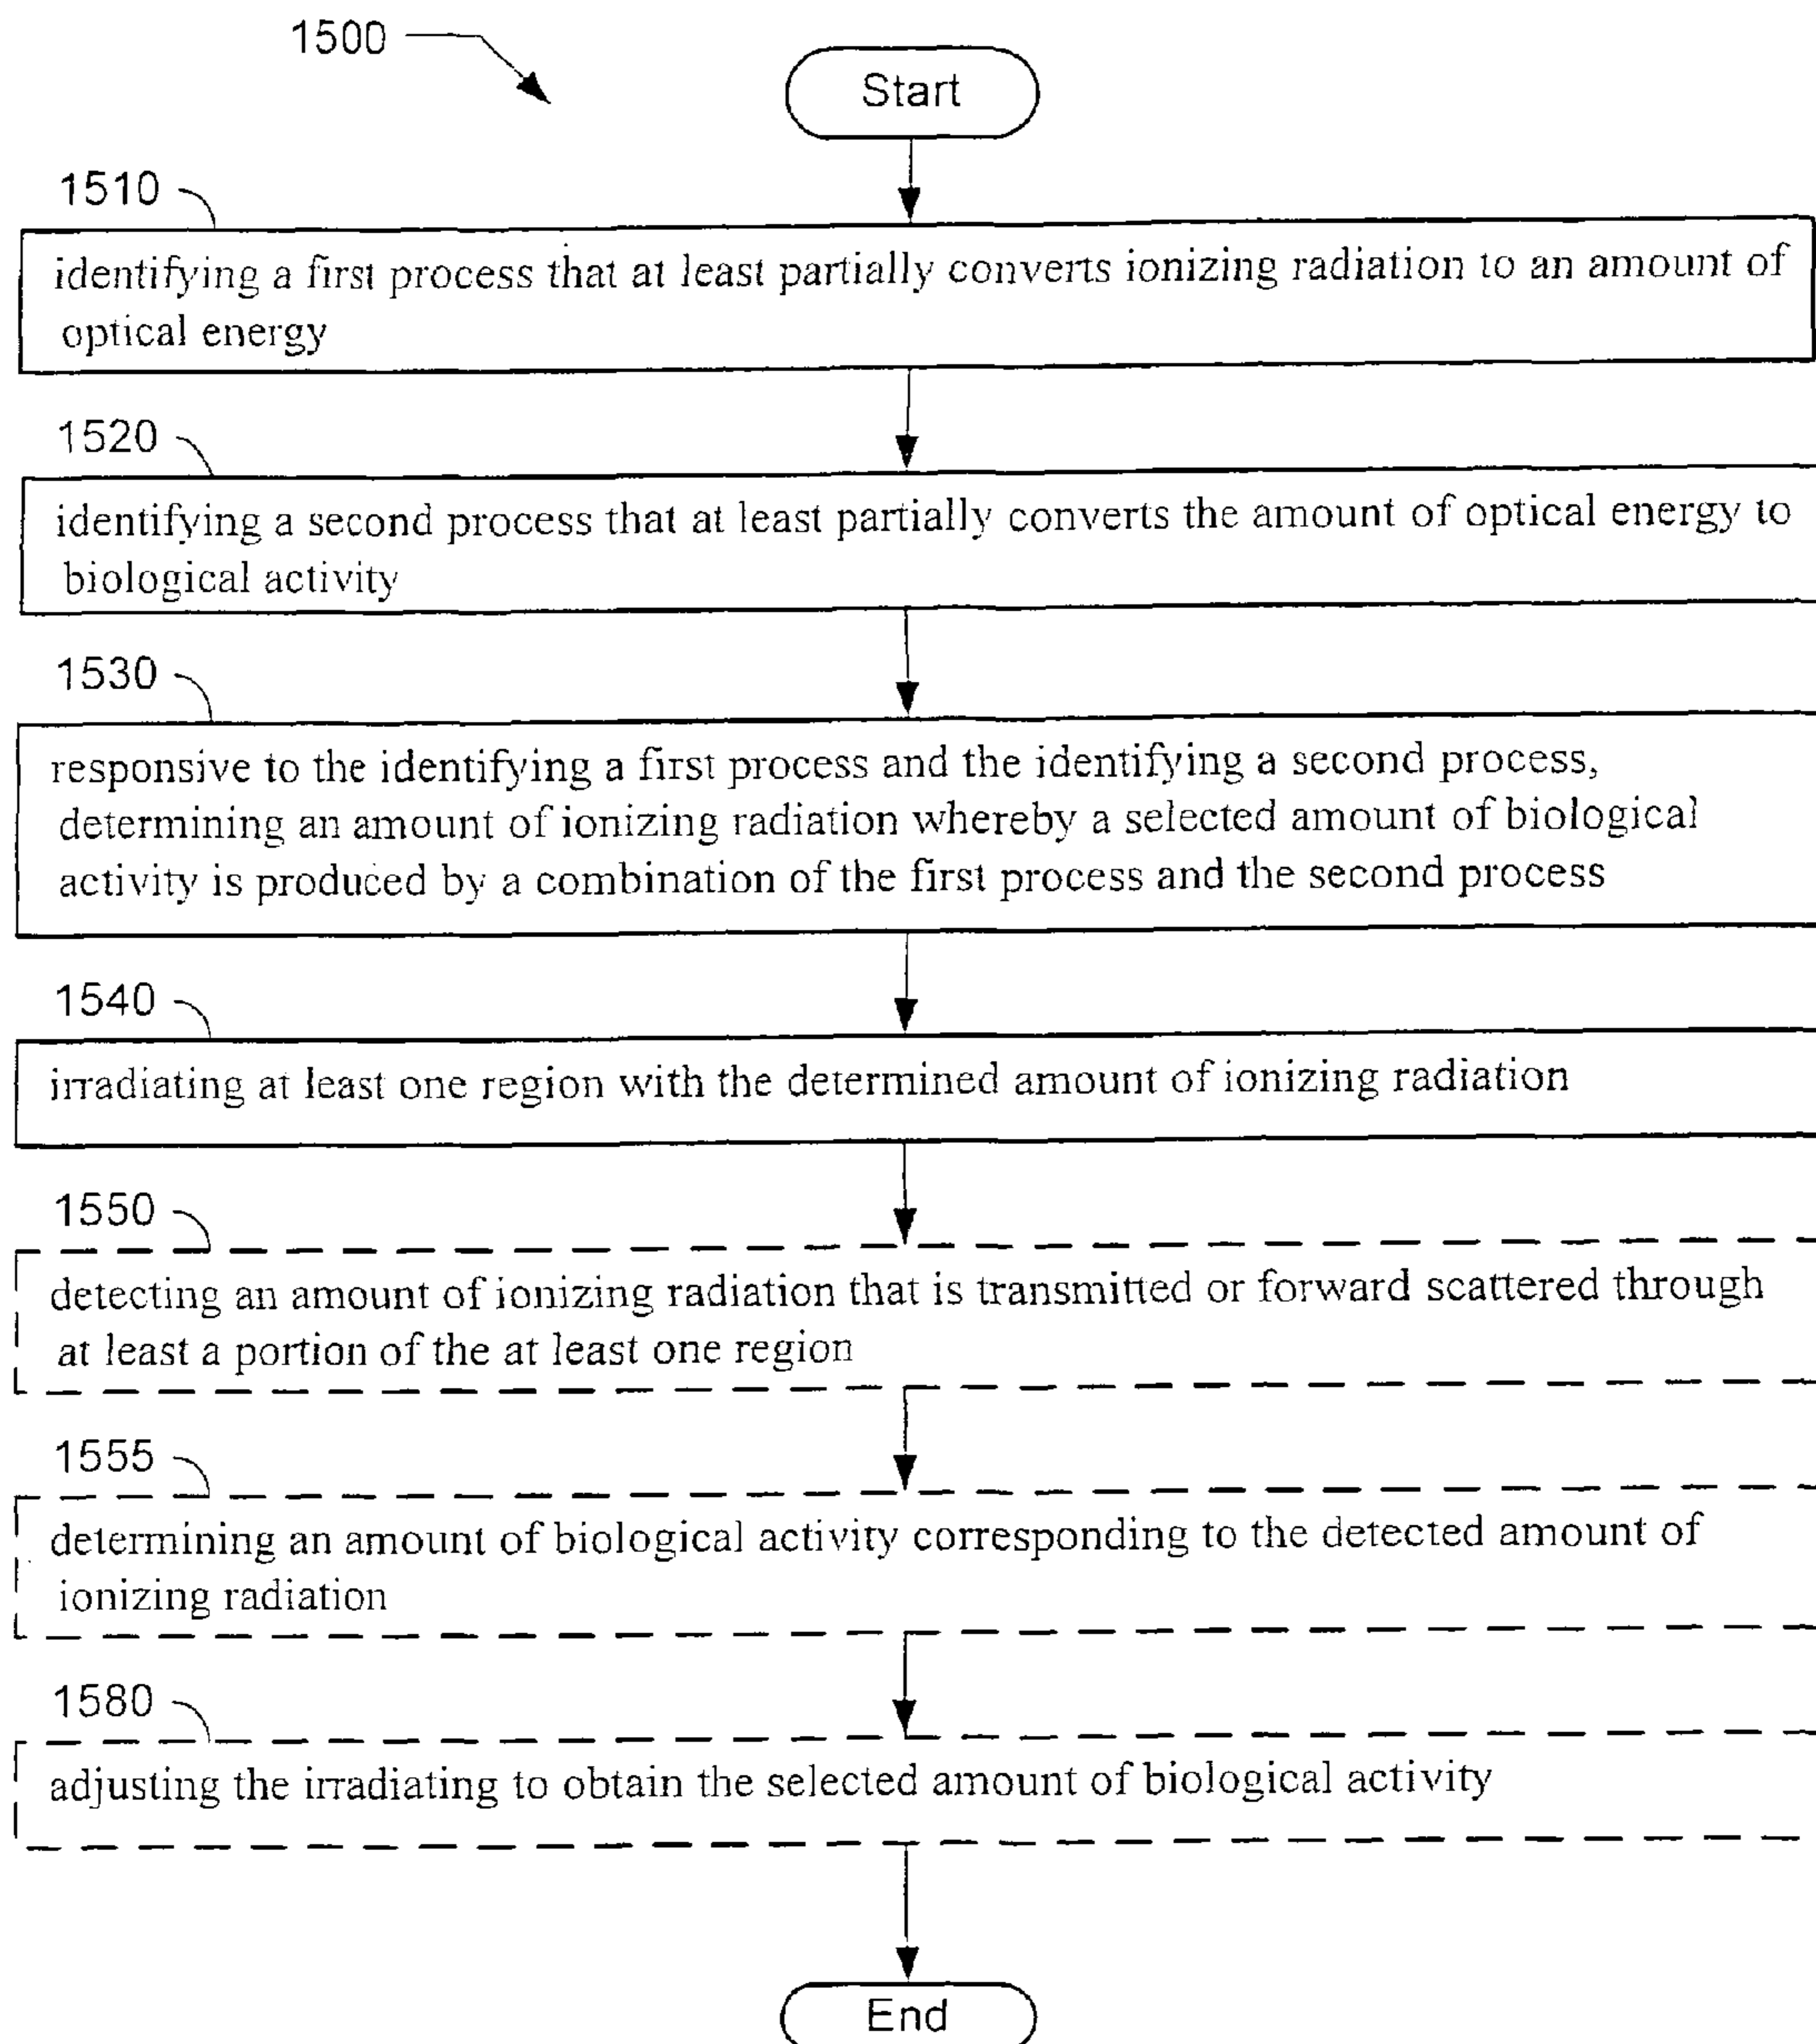 1500
Start
1510
identifying a first process that at least partially converts ionizing radiation to an amount of
optical energy
1520
identifying a second process that at least partially converts the amount of optical energy to
biological activity
1530
responsive to the identifying a first process and the identifying a second process,
determining an amount of ionizing radiation whereby a selected amount of biological
activity is produced by a combination of the first process and the second process
1540
irradiating at least one region with the determined amount of ionizing radiation
1550
detecting an amount of ionizing radiation that is transmitted or forward scattered through
at least a portion of the at least one region
1555
determining an amount of biological activity corresponding to the detected amount of
ionizing radiation
1580
adjusting the irradiating to obtain the selected amount of biological activity
End